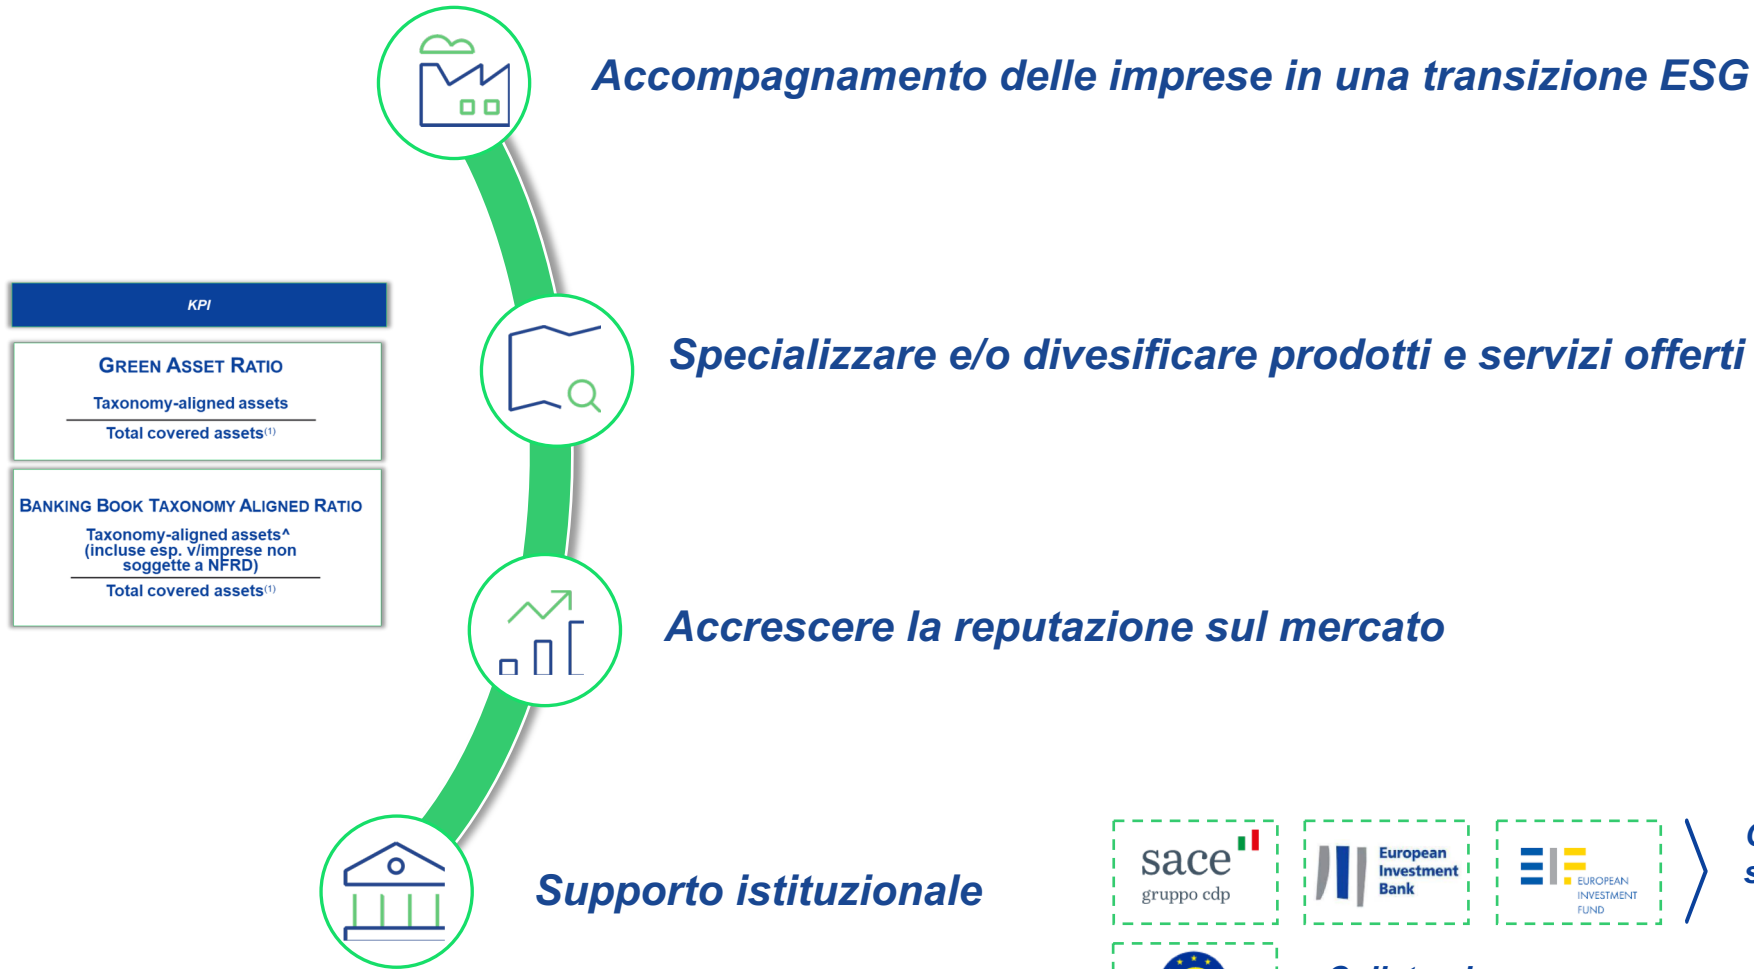 Accompagnamento delle imprese in una transizione ESG
KPI
GREEN ASSET RATIO
Taxonomy-aligned assets
Total covered assets(1)
BANKING BOOK TAXONOMY ALIGNED RATIO
Taxonomy-aligned assets^
(incluse esp. v/imprese non
soggette a NFRD)
Total covered assets(1)
Specializzare e/o divesificare prodotti e servizi offerti
Accrescere la reputazione sul mercato
Supporto istituzionale
sace
gruppo cdp
European
Investment
Bank
EIF
EUROPEAN
INVESTMENT
FUND